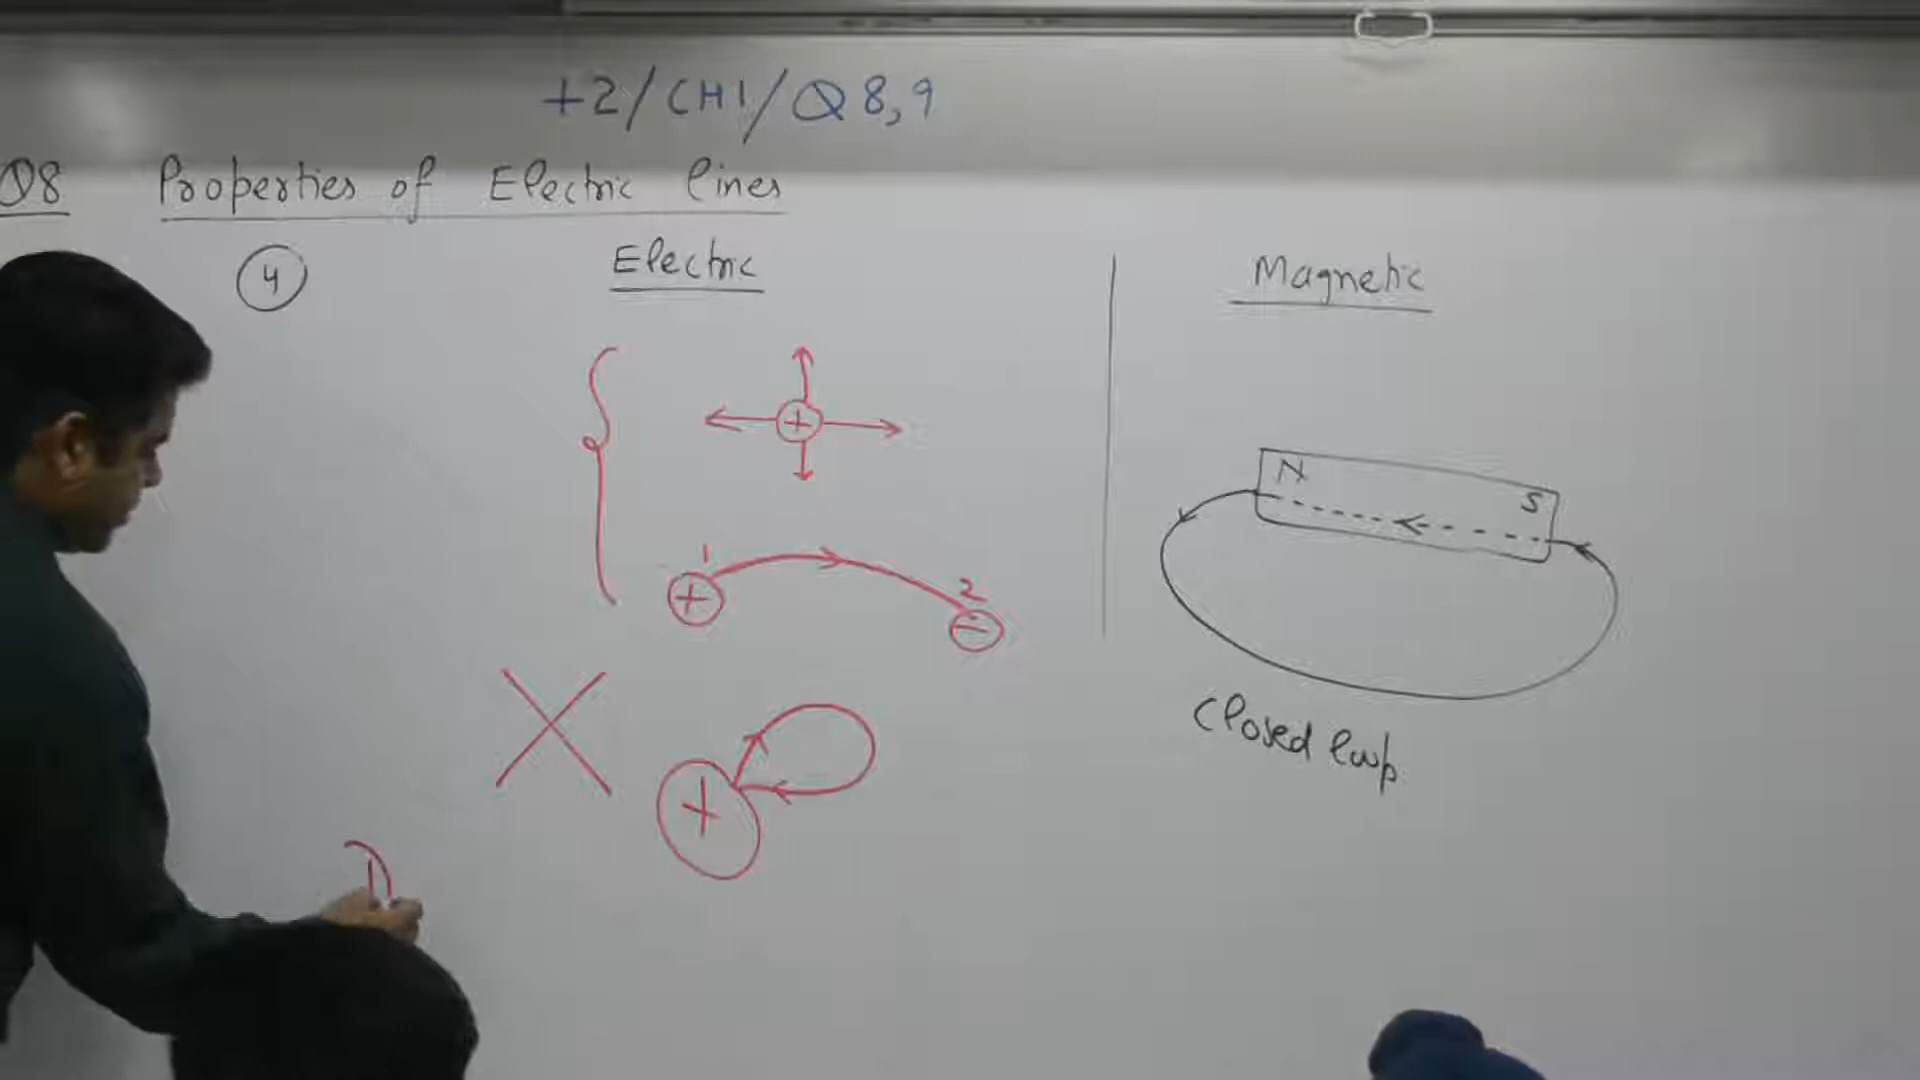 +2/CH1/Q8,9
Q8 Properties of Electric lines
4
Electric
Magnetic
+
N
S
1
+
2
-
Closed loop
+